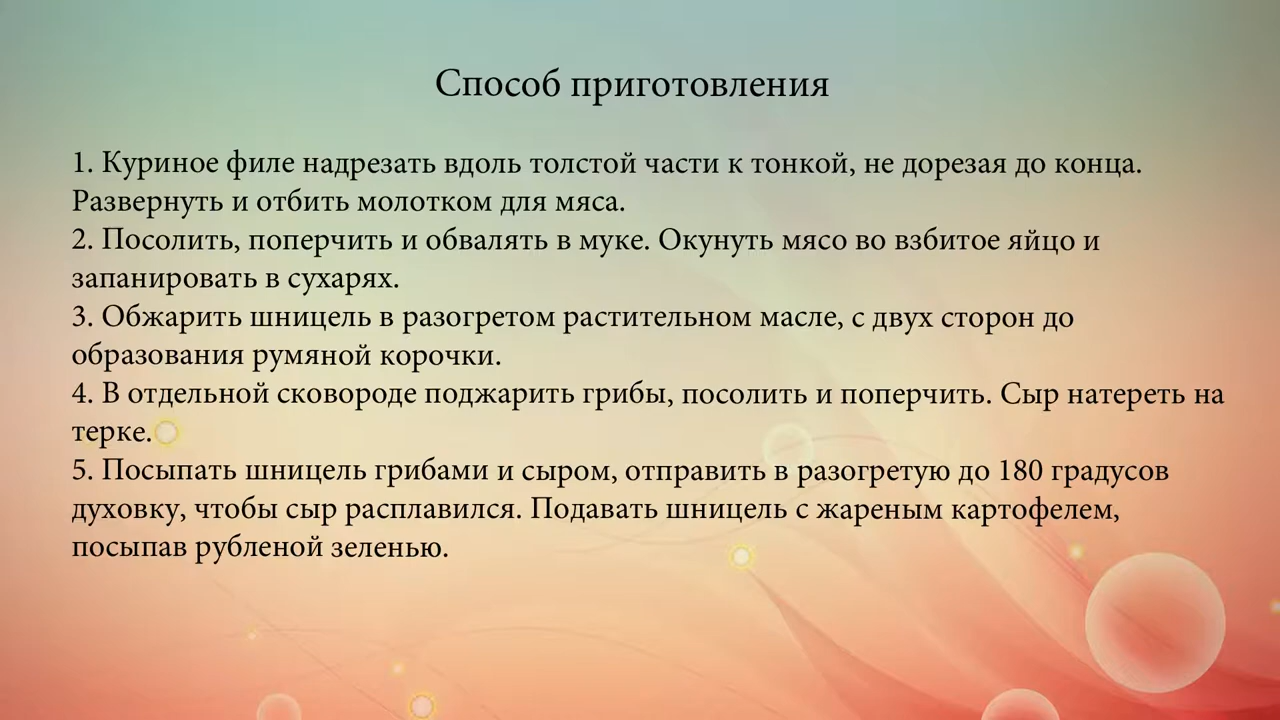 Способ приготовления
1. Куриное филе надрезать вдоль толстой части к тонкой, не дорезая до конца.
Развернуть и отбить молотком для мяса.
2. Посолить, поперчить и обвалять в муке. Окунуть мясо во взбитое яйцо и
запанировать в сухарях.
3. Обжарить шницель в разогретом растительном масле, с двух сторон до
образования румяной корочки.
4. В отдельной сковороде поджарить грибы, посолить и поперчить. Сыр натереть на
терке.
5. Посыпать шницель грибами и сыром, отправить в разогретую до 180 градусов
духовку, чтобы сыр расплавился. Подавать шницель с жареным картофелем,
посыпав рубленой зеленью.